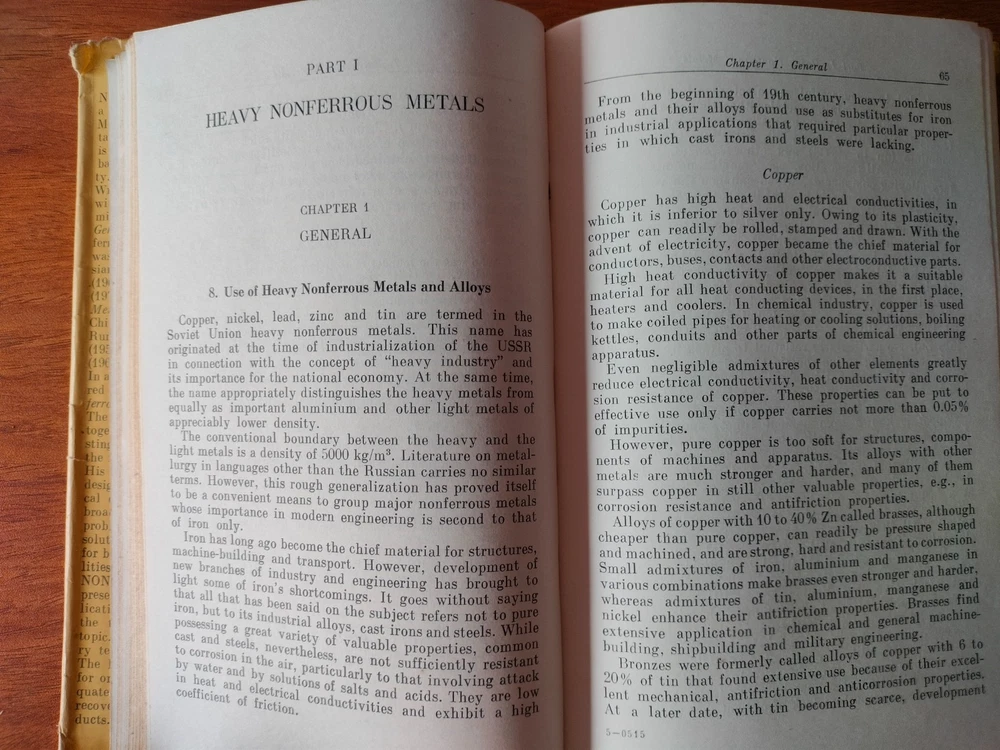 PART I
HEAVY NONFERROUS METALS
CHAPTER 1
GENERAL
8. Use of Heavy Nonferrous Metals and Alloys
Copper, nickel, lead, zinc and tin are termed in the
Soviet Union heavy nonferrous metals. This name has
originated at the time of industrialization of the USSR
in connection with the concept of "heavy industry" and
its importance for the national economy. At the same time,
the name appropriately distinguishes the heavy metals from
equally as important aluminium and other light metals of
appreciably lower density.
The conventional boundary between the heavy and the
light metals is a density of 5000 kg/m³. Literature on metal-
lurgy in languages other than the Russian carries no similar
terms. However, this rough generalization has proved itself
to be a convenient means to group major nonferrous metals
whose importance in modern engineering is second to that
of iron only.
Iron has long ago become the chief material for structures,
machine-building and transport. However, development of
new branches of industry and engineering has brought to
light some of iron's shortcomings. It goes without saying
that all that has been said on the subject refers not to pure
iron, but to its industrial alloys, cast irons and steels. While
possessing a great variety of valuable properties, common
cast and steels, nevertheless, are not sufficiently resistant
to corrosion in the air, particularly to that involving attack
by water and by solutions of salts and acids. They are low
in heat and electrical conductivities and exhibit a high
coefficient of friction.
Chapter 1. General
65
From the beginning of 19th century, heavy nonferrous
metals and their alloys found use as substitutes for iron
in industrial applications that required particular proper-
ties in which cast irons and steels were lacking.
Copper
Copper has high heat and electrical conductivities, in
which it is inferior to silver only. Owing to its plasticity,
copper can readily be rolled, stamped and drawn. With the
advent of electricity, copper became the chief material for
conductors, buses, contacts and other electroconductive parts.
High heat conductivity of copper makes it a suitable
material for all heat conducting devices, in the first place,
heaters and coolers. In chemical industry, copper is used
to make coiled pipes for heating or cooling solutions, boiling
kettles, conduits and other parts of chemical engineering
apparatus.
Even negligible admixtures of other elements greatly
reduce electrical conductivity, heat conductivity and corro-
sion resistance of copper. These properties can be put to
effective use only if copper carries not more than 0.05%
of impurities.
However, pure copper is too soft for structures, compo-
nents of machines and apparatus. Its alloys with other
metals are much stronger and harder, and many of them
surpass copper in still other valuable properties, e.g., in
corrosion resistance and antifriction properties.
Alloys of copper with 10 to 40% Zn called brasses, although
cheaper than pure copper, can readily be pressure shaped
and machined, and are strong, hard and resistant to corrosion.
Small admixtures of iron, aluminium and manganese in
various combinations make brasses even stronger and harder,
whereas admixtures of tin, aluminium, manganese and
nickel enhance their antifriction properties. Brasses find
extensive application in chemical and general machine-
building, shipbuilding and military engineering.
Bronzes were formerly called alloys of copper with 6 to
20% of tin that found extensive use because of their excel-
lent mechanical, antifriction and anticorrosion properties.
At a later date, with tin becoming scarce, development
5—0515